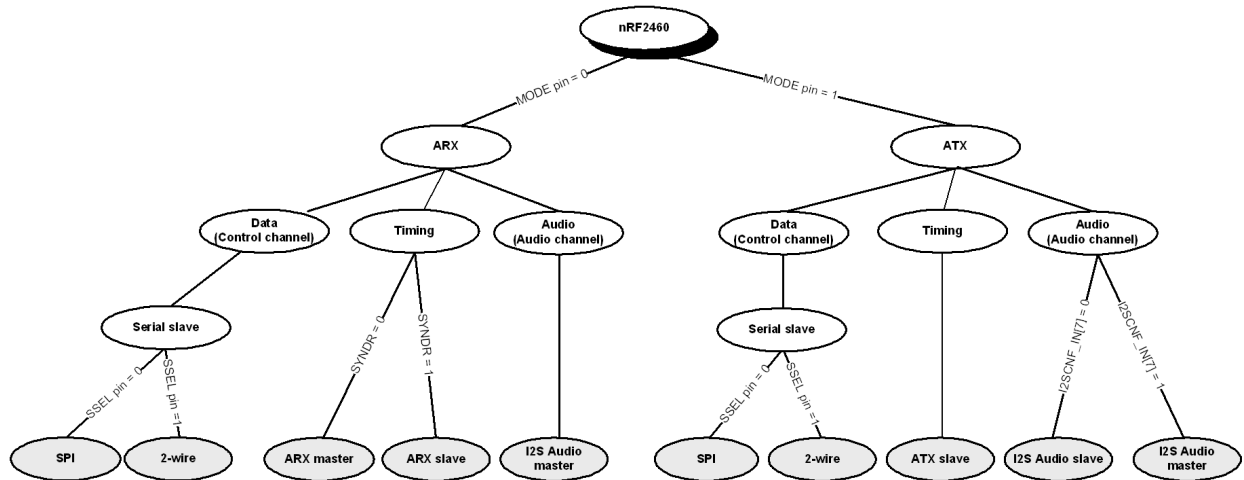 nRF2460
MODE pin = 0
MODE pin = 1
ARX
ATX
Data
(Control channel)
Timing
Audio
(Audio channel)
Data
(Control channel)
Timing
Audio
(Audio channel)
Serial slave
SYNDR = 0
SYNDR = 1
Serial slave
I2SCNF_IN[7] = 0
I2SCNF_IN[7] = 1
SSEL pin = 0
SSEL pin =1
SSEL pin = 0
SSEL pin =1
SPI
2-wire
ARX master
ARX slave
I2S Audio
master
SPI
2-wire
ATX slave
I2S Audio slave
I2S Audio
master